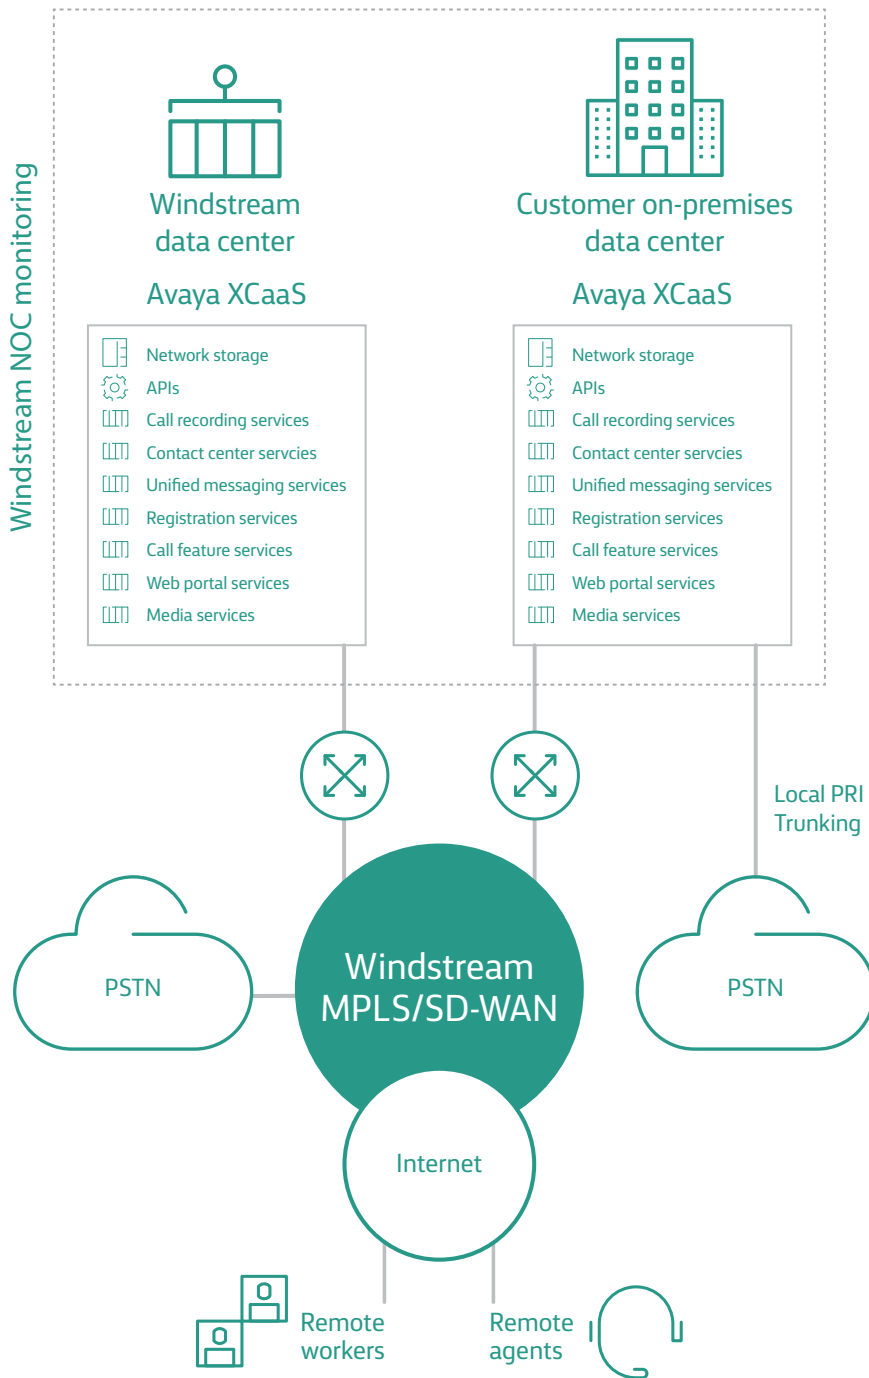 Windstream NOC monitoring
Windstream
data center
Avaya XCaaS
Network storage
APIs
Call recording services
Contact center servcies
Unified messaging services
Registration services
Call feature services
Web portal services
Media services
Customer on-premises
data center
Avaya XCaaS
Network storage
APIs
Call recording services
Contact center servcies
Unified messaging services
Registration services
Call feature services
Web portal services
Media services
Local PRI
Trunking
PSTN
Windstream
MPLS/SD-WAN
PSTN
Internet
Remote
workers
Remote
agents